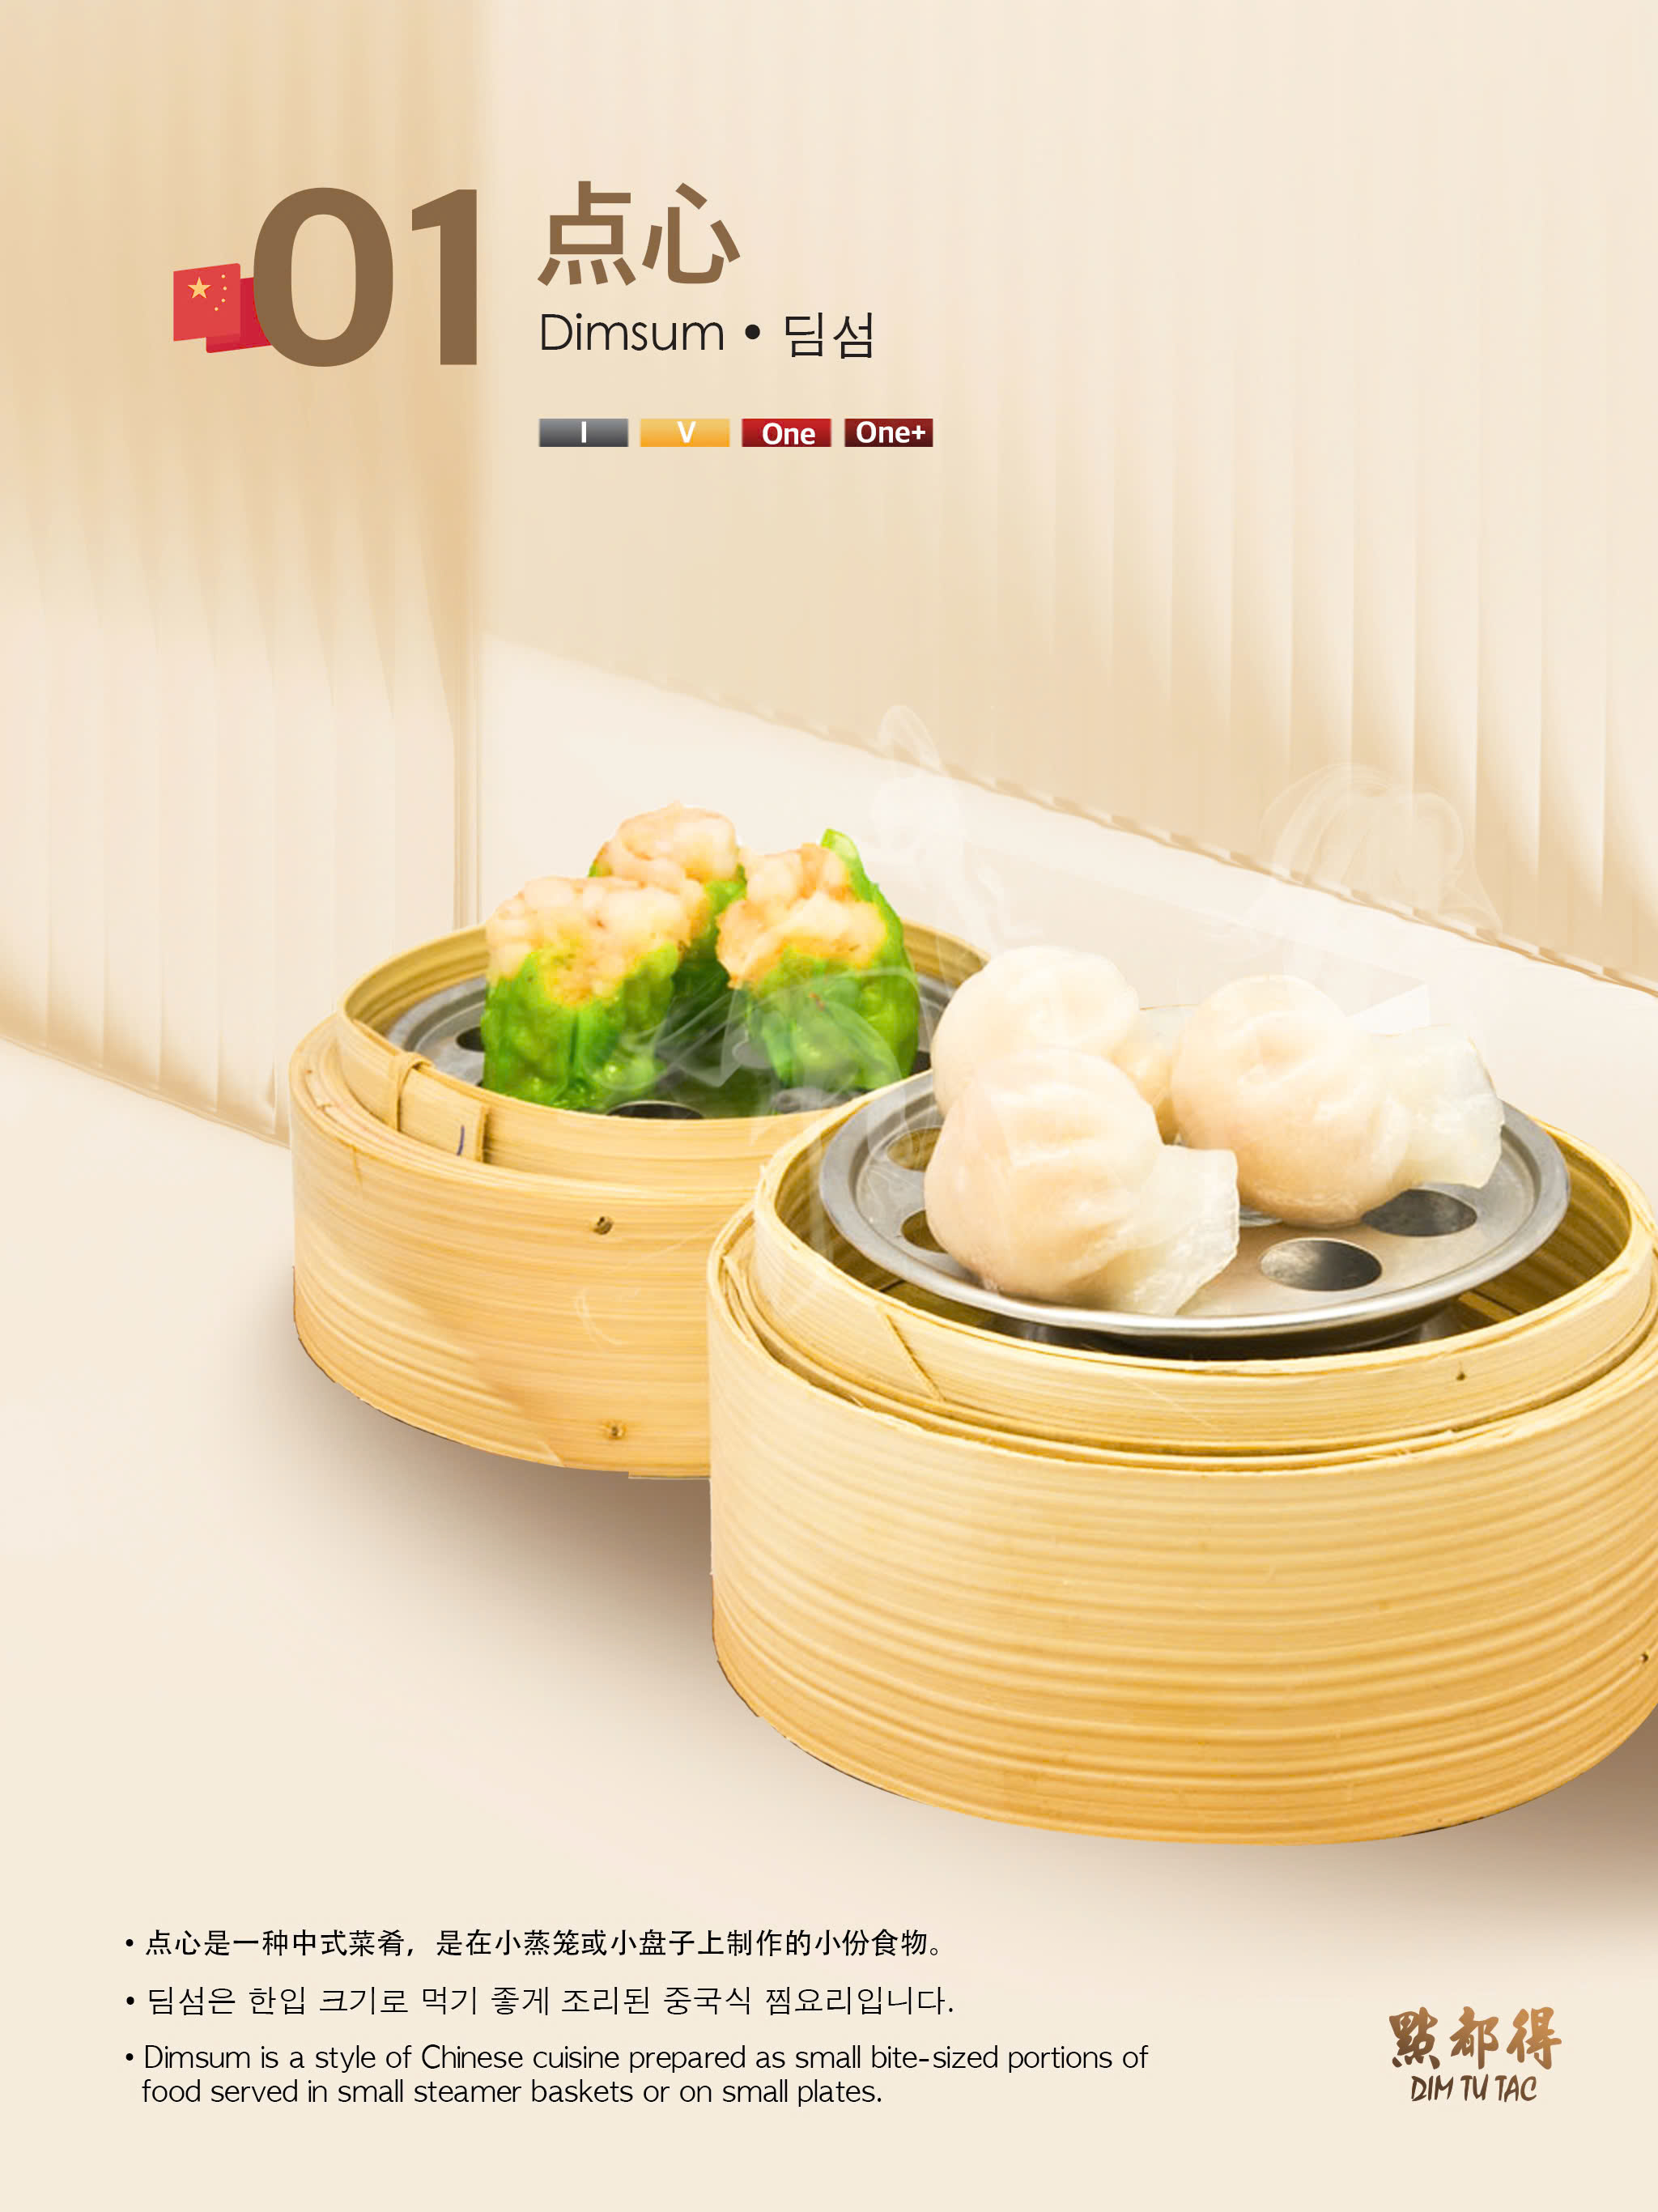 01
点心
Dimsum • 딤섬
I V One One+
• 点心是一种中式菜肴，是在小蒸笼或小盘子上制作的小份食物。
• 딤섬은 한입 크기로 먹기 좋게 조리된 중국식 찜요리입니다.
• Dimsum is a style of Chinese cuisine prepared as small bite-sized portions of
food served in small steamer baskets or on small plates.
點都得
DIM TU TAC